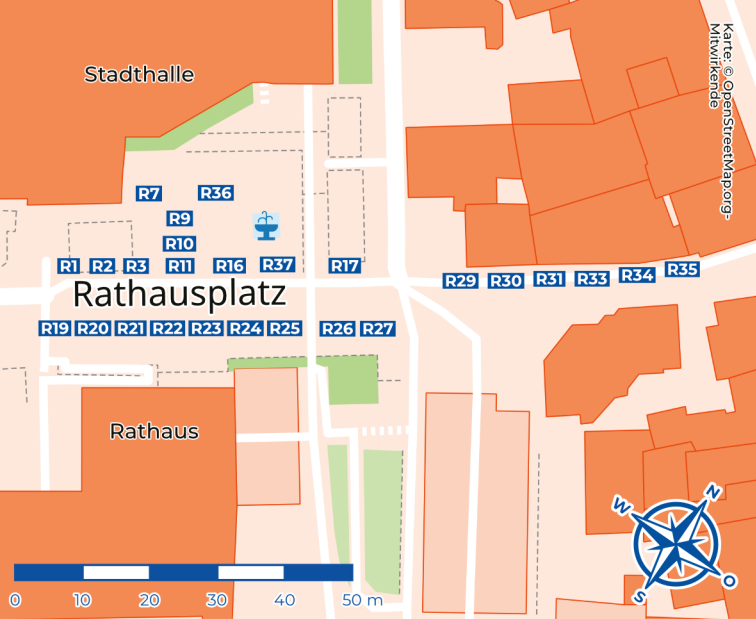 Stadthalle
Karte: © OpenStreetMap.org-
Mitwirkende
R7 R36
R9
R10
R1 R2 R3 R11 R16 R37 R17
R29 R30 R31 R33 R34 R35
Rathausplatz
R19 R20 R21 R22 R23 R24 R25 R26 R27
Rathaus
N
W
O
S
0 10 20 30 40 50 m